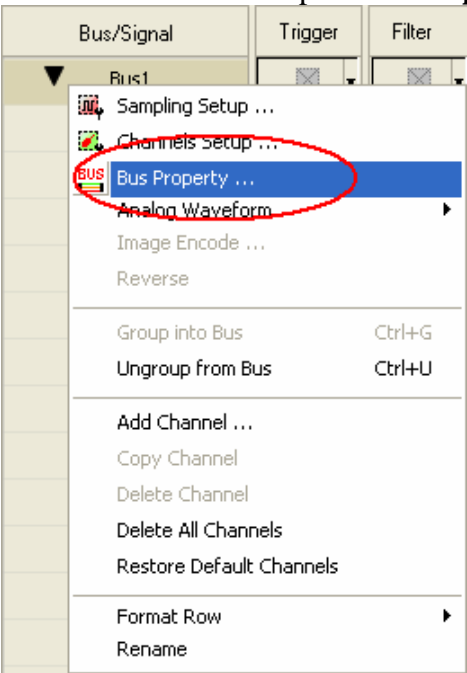 Bus/Signal Trigger Filter
Bus1
Sampling Setup ...
Channels Setup ...
BUS Bus Property ...
Analog Waveform
Image Encode ...
Reverse
Group into Bus Ctrl+G
Ungroup from Bus Ctrl+U
Add Channel ...
Copy Channel
Delete Channel
Delete All Channels
Restore Default Channels
Format Row
Rename